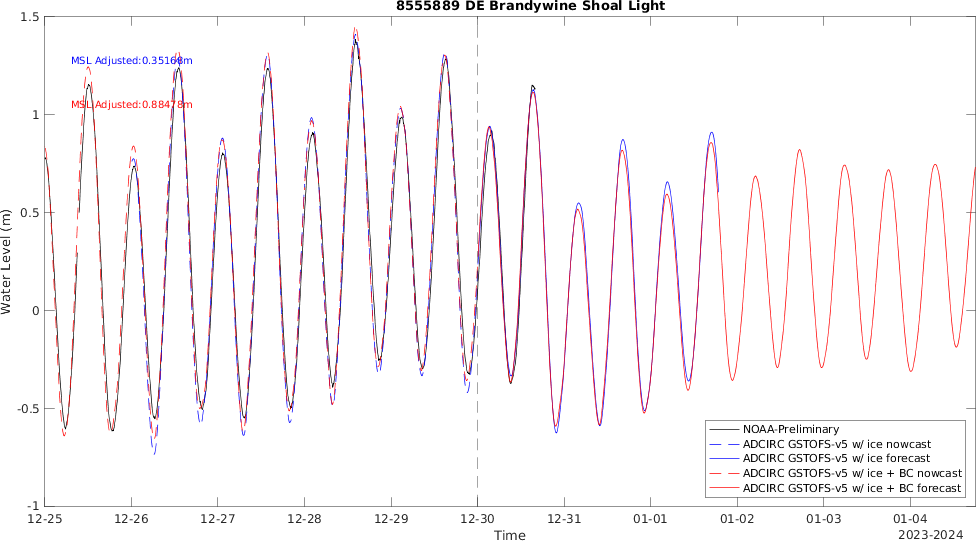 8555889 DE Brandywine Shoal Light
1.5
MSL Adjusted:0.35168m
MSL Adjusted:0.88478m
1
0.5
0
-0.5
-1
Water Level (m)
NOAA-Preliminary
ADCIRC GSTOFS-v5 w/ ice nowcast
ADCIRC GSTOFS-v5 w/ ice forecast
ADCIRC GSTOFS-v5 w/ ice + BC nowcast
ADCIRC GSTOFS-v5 w/ ice + BC forecast
12-25 12-26 12-27 12-28 12-29 12-30 12-31 01-01 01-02 01-03 01-04
Time
2023-2024